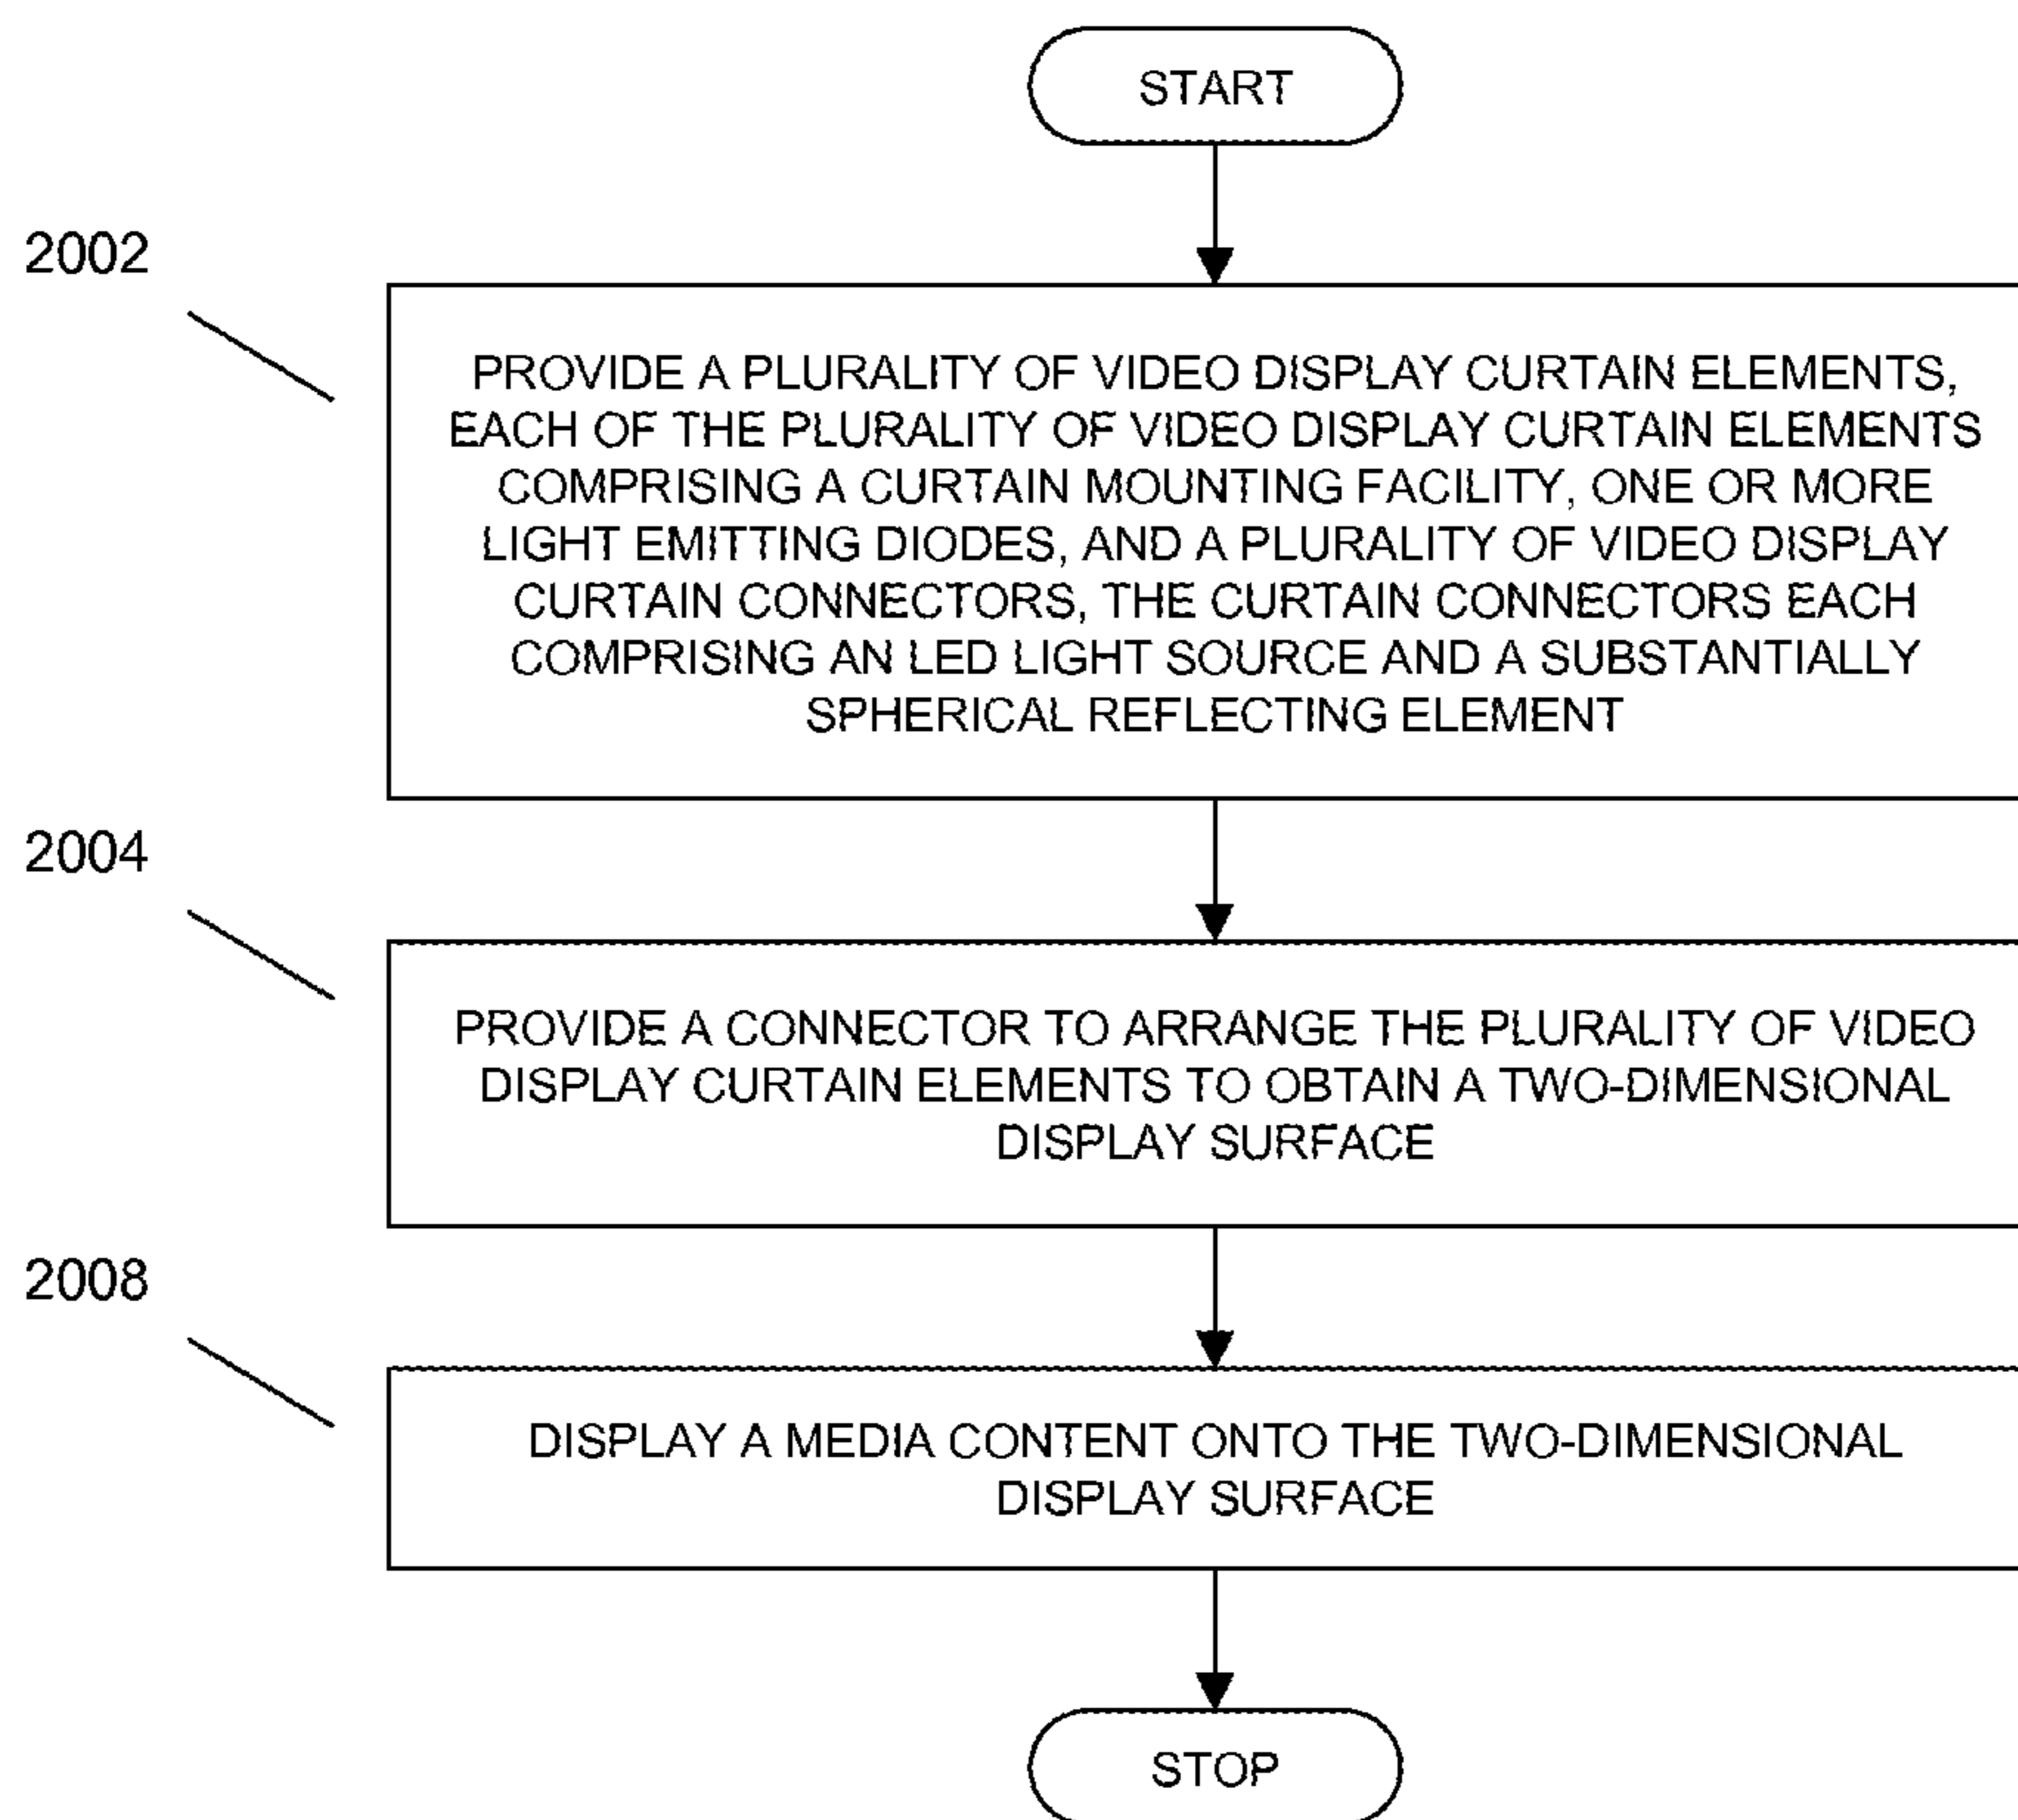 START
2002
PROVIDE A PLURALITY OF VIDEO DISPLAY CURTAIN ELEMENTS,
EACH OF THE PLURALITY OF VIDEO DISPLAY CURTAIN ELEMENTS
COMPRISING A CURTAIN MOUNTING FACILITY, ONE OR MORE
LIGHT EMITTING DIODES, AND A PLURALITY OF VIDEO DISPLAY
CURTAIN CONNECTORS, THE CURTAIN CONNECTORS EACH
COMPRISING AN LED LIGHT SOURCE AND A SUBSTANTIALLY
SPHERICAL REFLECTING ELEMENT
2004
PROVIDE A CONNECTOR TO ARRANGE THE PLURALITY OF VIDEO
DISPLAY CURTAIN ELEMENTS TO OBTAIN A TWO-DIMENSIONAL
DISPLAY SURFACE
2008
DISPLAY A MEDIA CONTENT ONTO THE TWO-DIMENSIONAL
DISPLAY SURFACE
STOP